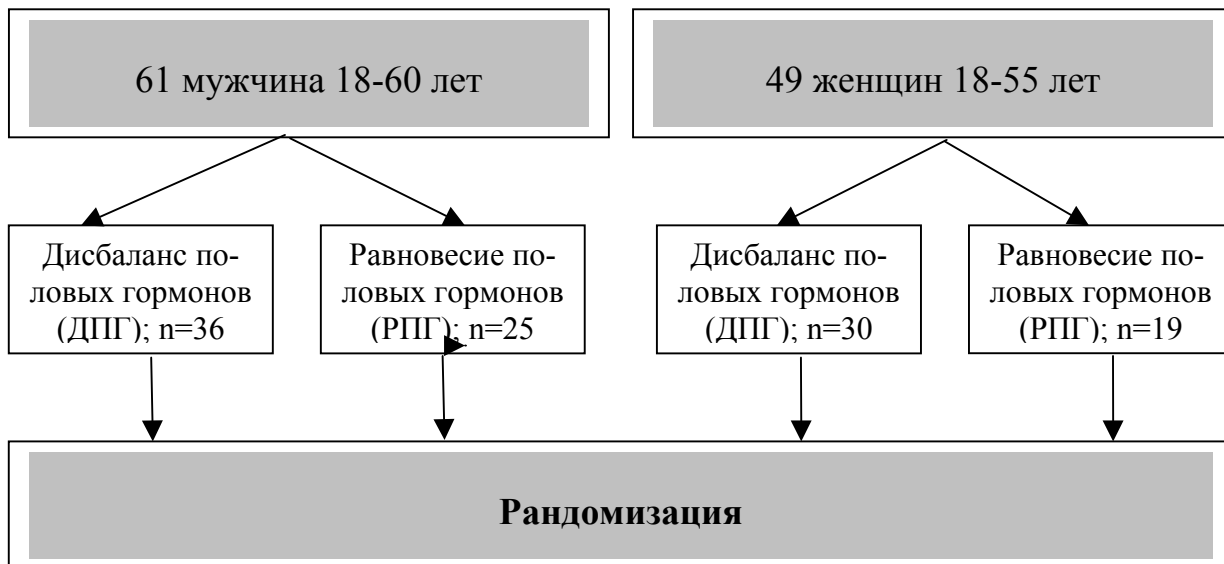 61 мужчина 18-60 лет
49 женщин 18-55 лет
Дисбаланс по-
ловых гормонов
(ДПГ); n=36
Равновесие по-
ловых гормонов
(РПГ); n=25
Дисбаланс по-
ловых гормонов
(ДПГ); n=30
Равновесие по-
ловых гормонов
(РПГ); n=19
Рандомизация